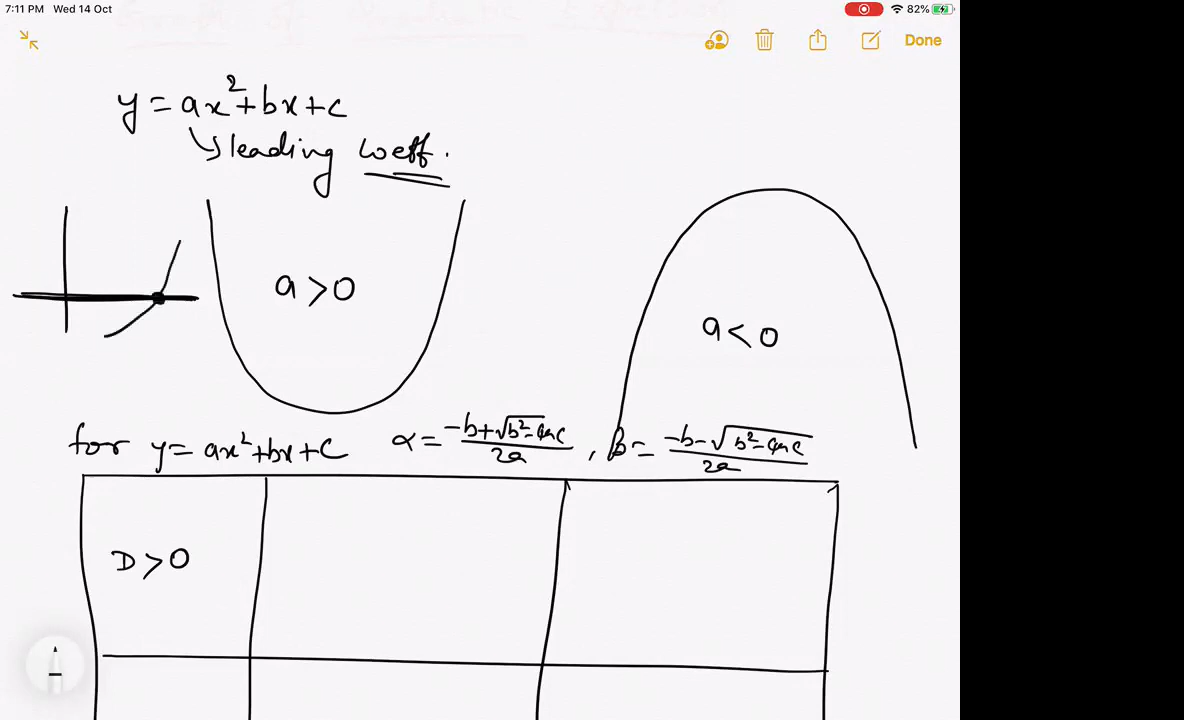 7:11 PM Wed 14 Oct 82%
Done
y = ax²+bx+c
↳ leading coeff.
a > 0
a < 0
for y = ax²+bx+c α = (-b+√(b²-4ac))/2a , β = (-b-√(b²-4ac))/2a
D > 0